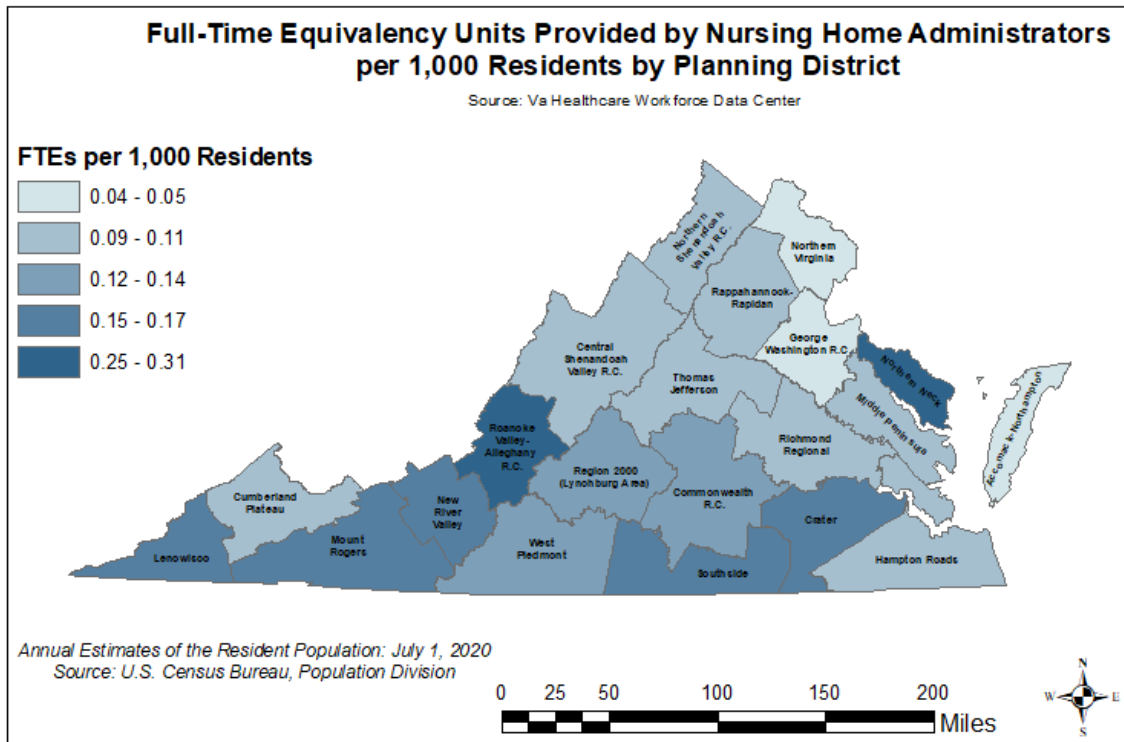 Full-Time Equivalency Units Provided by Nursing Home Administrators
per 1,000 Residents by Planning District
Source: Va Healthcare Workforce Data Center
FTEs per 1,000 Residents
0.04 - 0.05
0.09 - 0.11
0.12 - 0.14
0.15 - 0.17
0.25 - 0.31
Northern
Shenandoah
Valley R.C.
Northern
Virginia
Rappahannock-
Rapidan
George
Washington R.C.
Northern Neck
Central
Shenandoah
Valley R.C.
Thomas
Jefferson
Middle Peninsula
Accomack-Northampton
Roanoke
Valley-
Alleghany
R.C.
Richmond
Regional
Region 2000
(Lynchburg Area)
Commonwealth
R.C.
Cumberland
Plateau
New
River
Valley
Crater
Lenowisco
Mount
Rogers
West
Piedmont
Southside
Hampton Roads
Annual Estimates of the Resident Population: July 1, 2020
Source: U.S. Census Bureau, Population Division
0 25 50 100 150 200
Miles
N
W E
S